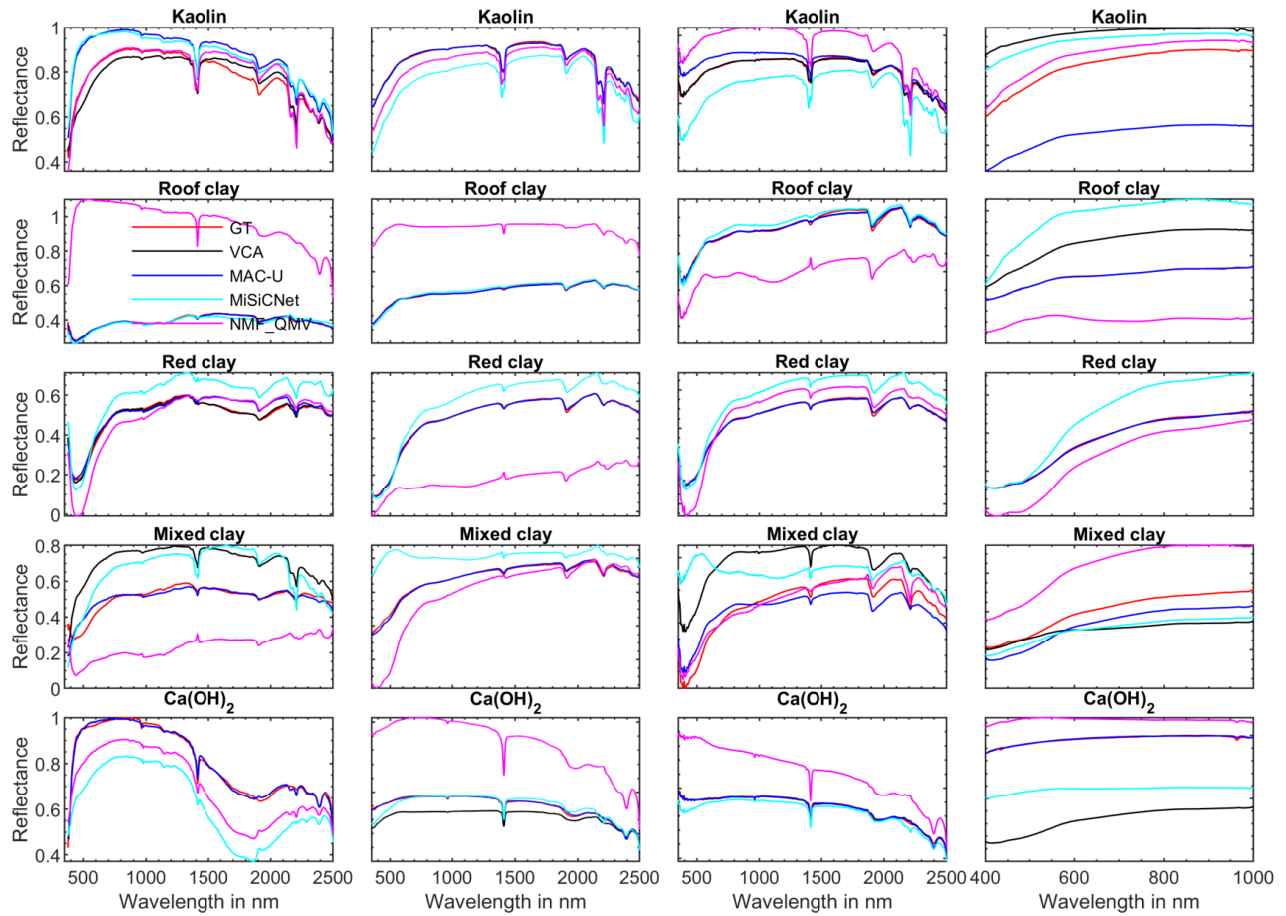 Kaolin Kaolin Kaolin Kaolin
1
0.8
0.6
0.4
Reflectance
Roof clay Roof clay Roof clay Roof clay
1
0.8
0.6
0.4
Reflectance
GT
VCA
MAC-U
MiSiCNet
NMF_QMV
Red clay Red clay Red clay Red clay
0.6
0.4
0.2
0
Reflectance
Mixed clay Mixed clay Mixed clay Mixed clay
0.8
0.6
0.4
0.2
0
Reflectance
Ca(OH)2 Ca(OH)2 Ca(OH)2 Ca(OH)2
1
0.8
0.6
0.4
Reflectance
500 1000 1500 2000 2500 500 1000 1500 2000 2500 500 1000 1500 2000 2500 400 600 800 1000
Wavelength in nm Wavelength in nm Wavelength in nm Wavelength in nm